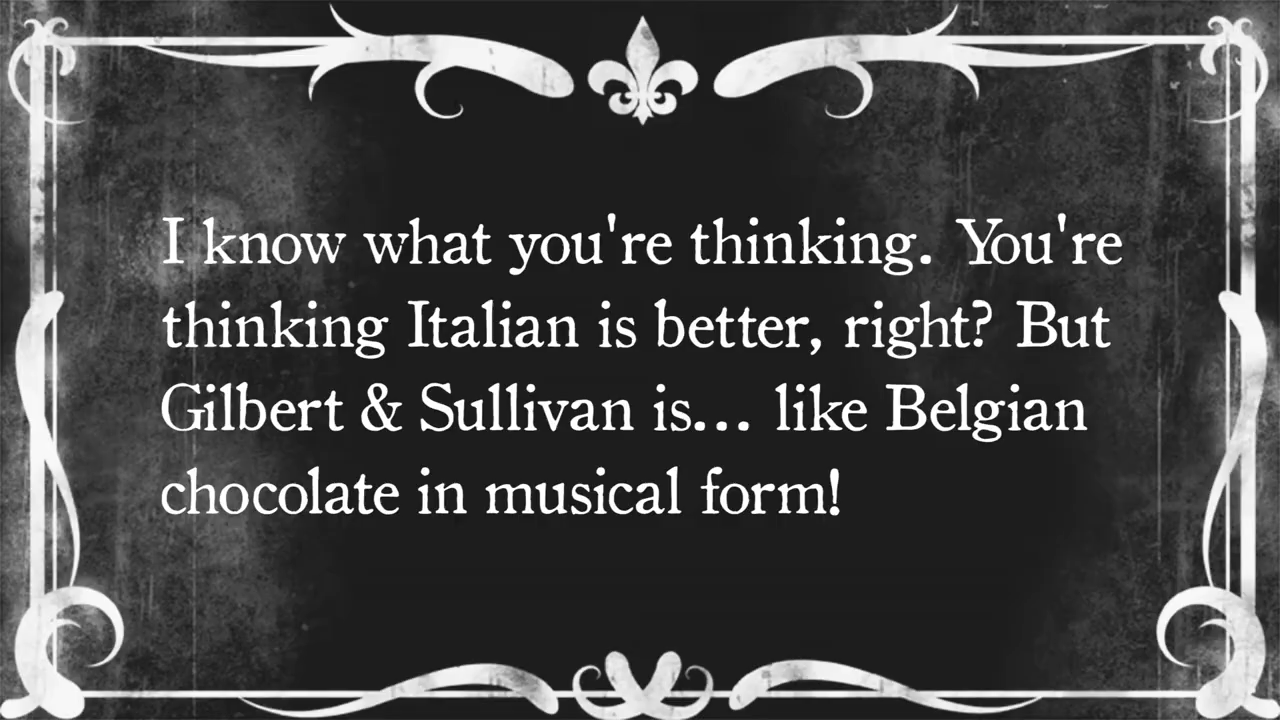 I know what you're thinking. You're
thinking Italian is better, right? But
Gilbert & Sullivan is... like Belgian
chocolate in musical form!